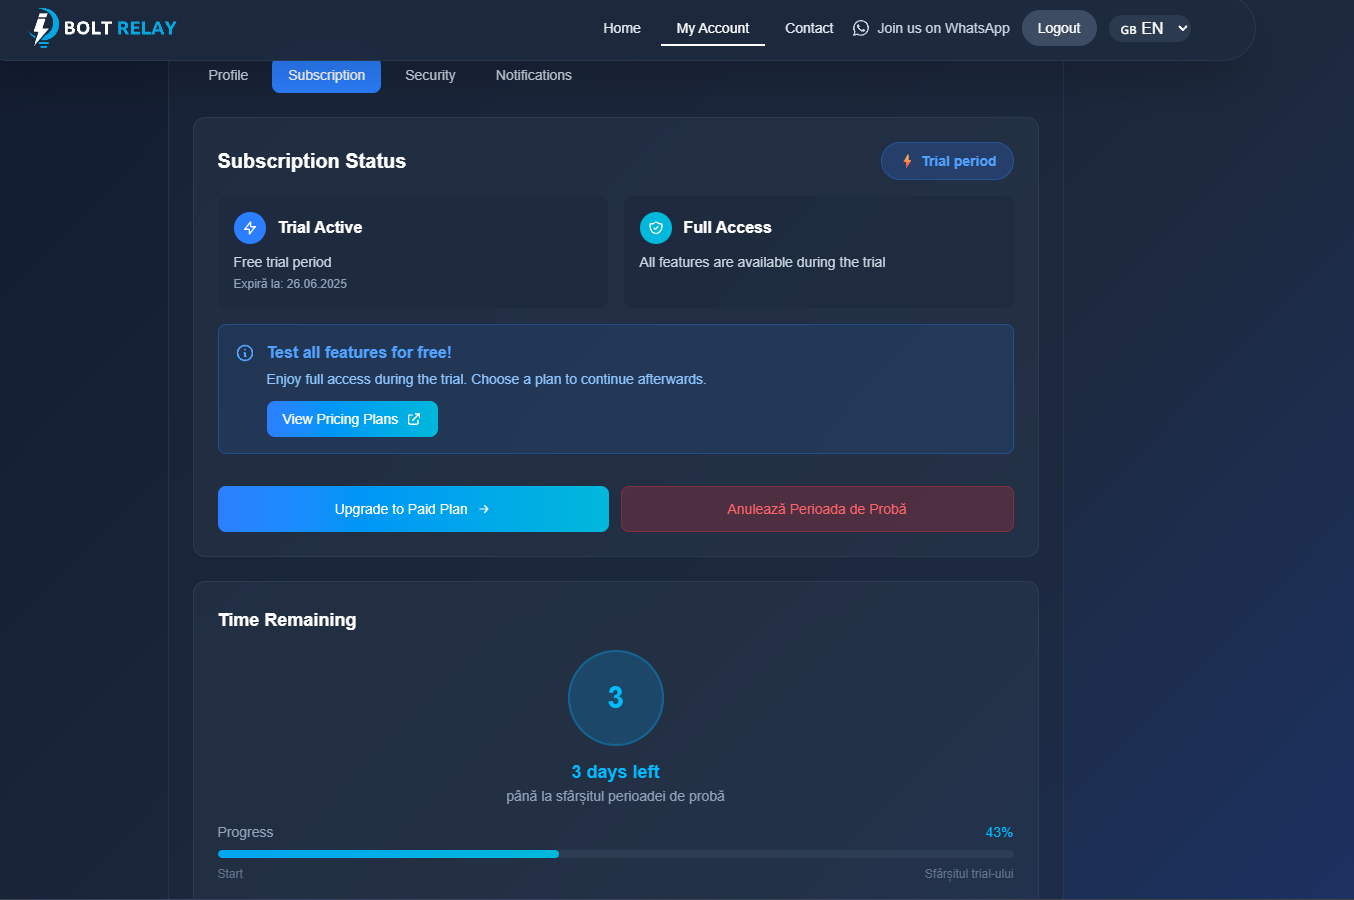 BOLT RELAY
Home
My Account
Contact
Join us on WhatsApp
Logout
GB EN
Profile
Subscription
Security
Notifications
Subscription Status
Trial period
Trial Active
Free trial period
Expiră la: 26.06.2025
Full Access
All features are available during the trial
Test all features for free!
Enjoy full access during the trial. Choose a plan to continue afterwards.
View Pricing Plans
Upgrade to Paid Plan →
Anulează Perioada de Probă
Time Remaining
3
3 days left
până la sfârșitul perioadei de probă
Progress
43%
Start
Sfârșitul trial-ului